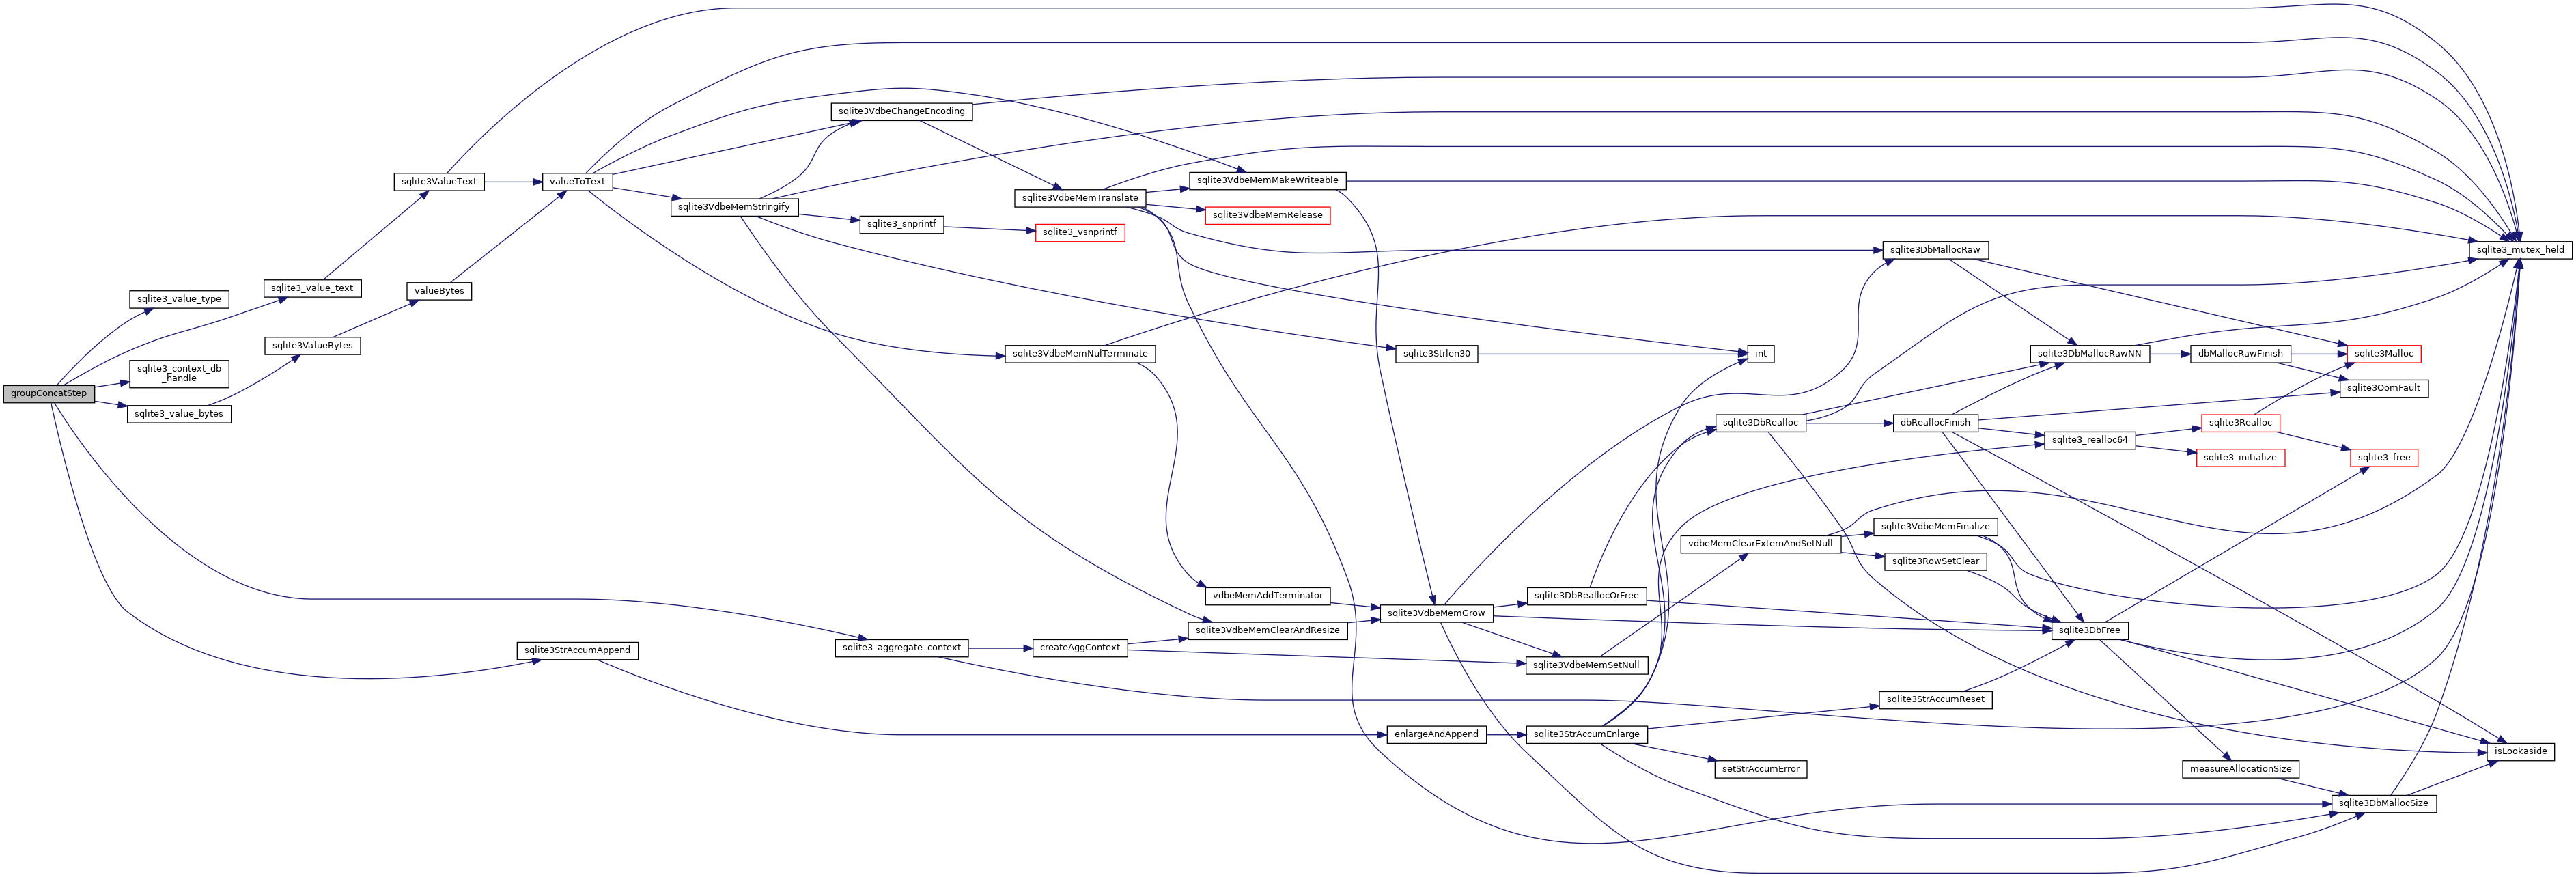 groupConcatStep
sqlite3_value_type
sqlite3_context_db
_handle
sqlite3_value_bytes
sqlite3_value_text
sqlite3ValueBytes
sqlite3ValueText
valueBytes
valueToText
sqlite3StrAccumAppend
sqlite3VdbeMemStringify
sqlite3VdbeChangeEncoding
sqlite3_snprintf
sqlite3_aggregate_context
sqlite3VdbeMemTranslate
sqlite3_vsnprintf
sqlite3VdbeMemNulTerminate
createAggContext
sqlite3VdbeMemMakeWriteable
sqlite3VdbeMemRelease
vdbeMemAddTerminator
sqlite3VdbeMemClearAndResize
sqlite3Strlen30
sqlite3VdbeMemGrow
enlargeAndAppend
sqlite3DbReallocOrFree
sqlite3VdbeMemSetNull
sqlite3StrAccumEnlarge
int
sqlite3DbRealloc
vdbeMemClearExternAndSetNull
setStrAccumError
sqlite3DbMallocRaw
dbReallocFinish
sqlite3VdbeMemFinalize
sqlite3RowSetClear
sqlite3StrAccumReset
sqlite3DbMallocRawNN
sqlite3_realloc64
sqlite3DbFree
dbMallocRawFinish
sqlite3Realloc
sqlite3_initialize
measureAllocationSize
sqlite3Malloc
sqlite3OomFault
sqlite3_free
sqlite3DbMallocSize
sqlite3_mutex_held
isLookaside